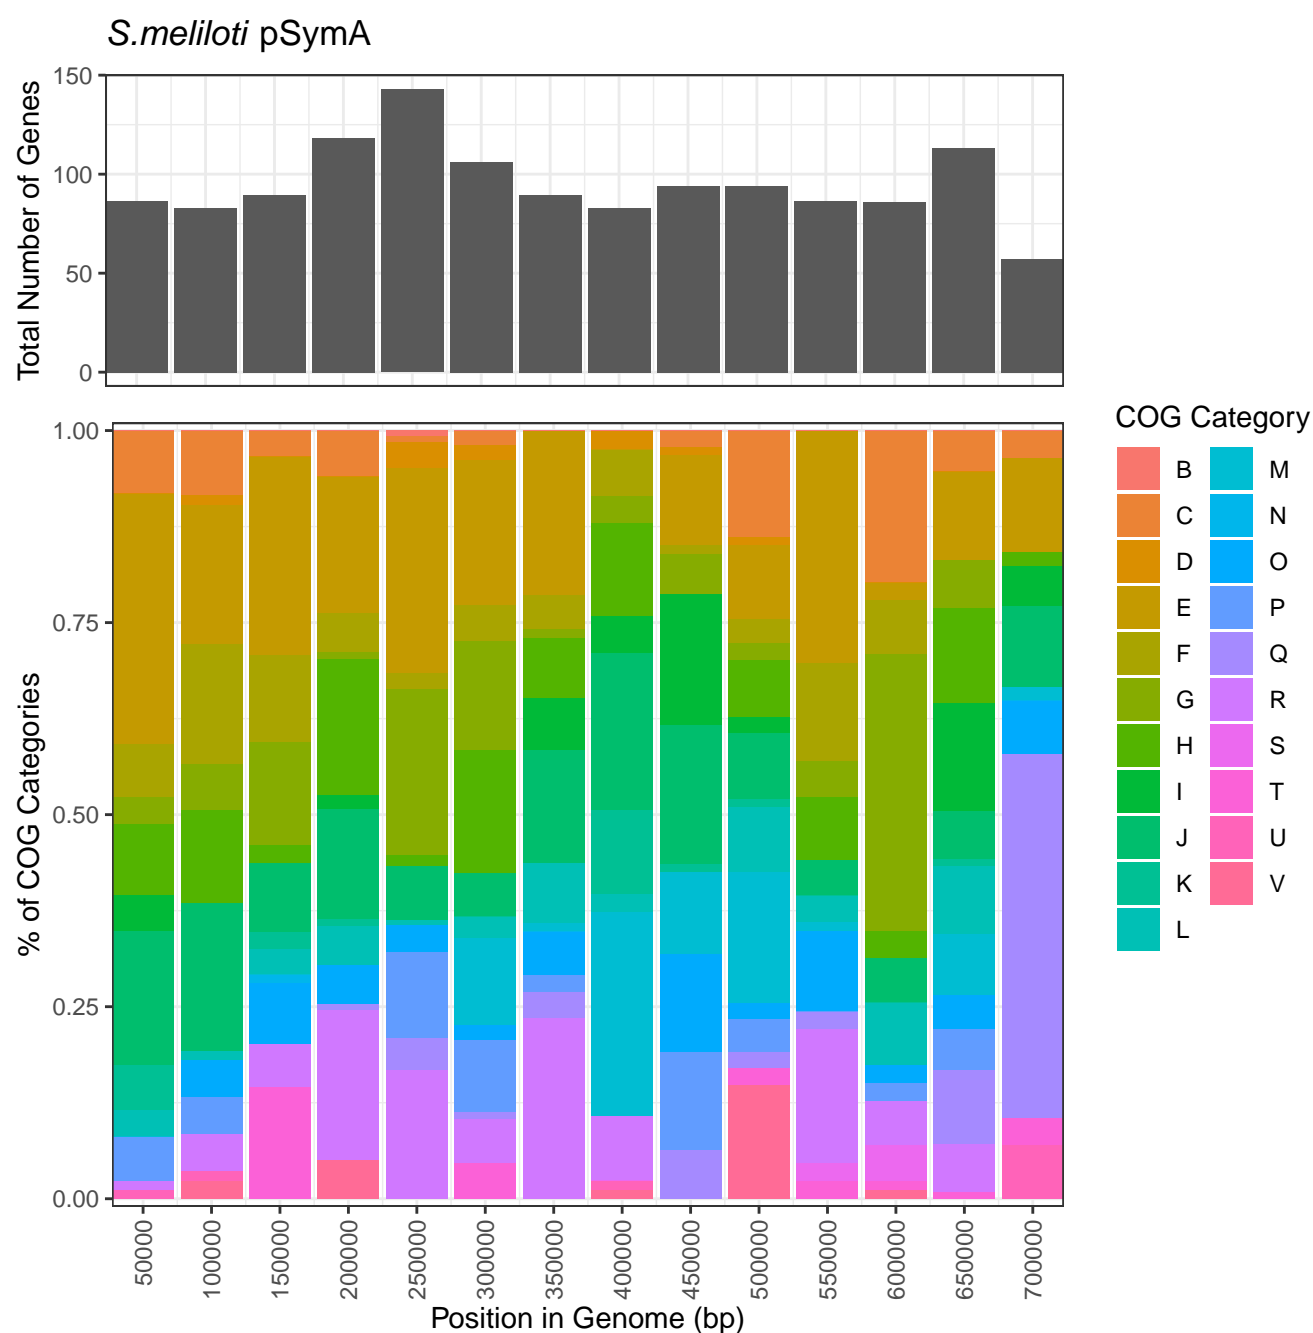 S.meliloti pSymA
Total Number of Genes
150
100
50
0
% of COG Categories
1.00
0.75
0.50
0.25
0.00
50000
100000
150000
200000
250000
300000
350000
400000
450000
500000
550000
600000
650000
700000
Position in Genome (bp)
COG Category
B
C
D
E
F
G
H
I
J
K
L
M
N
O
P
Q
R
S
T
U
V